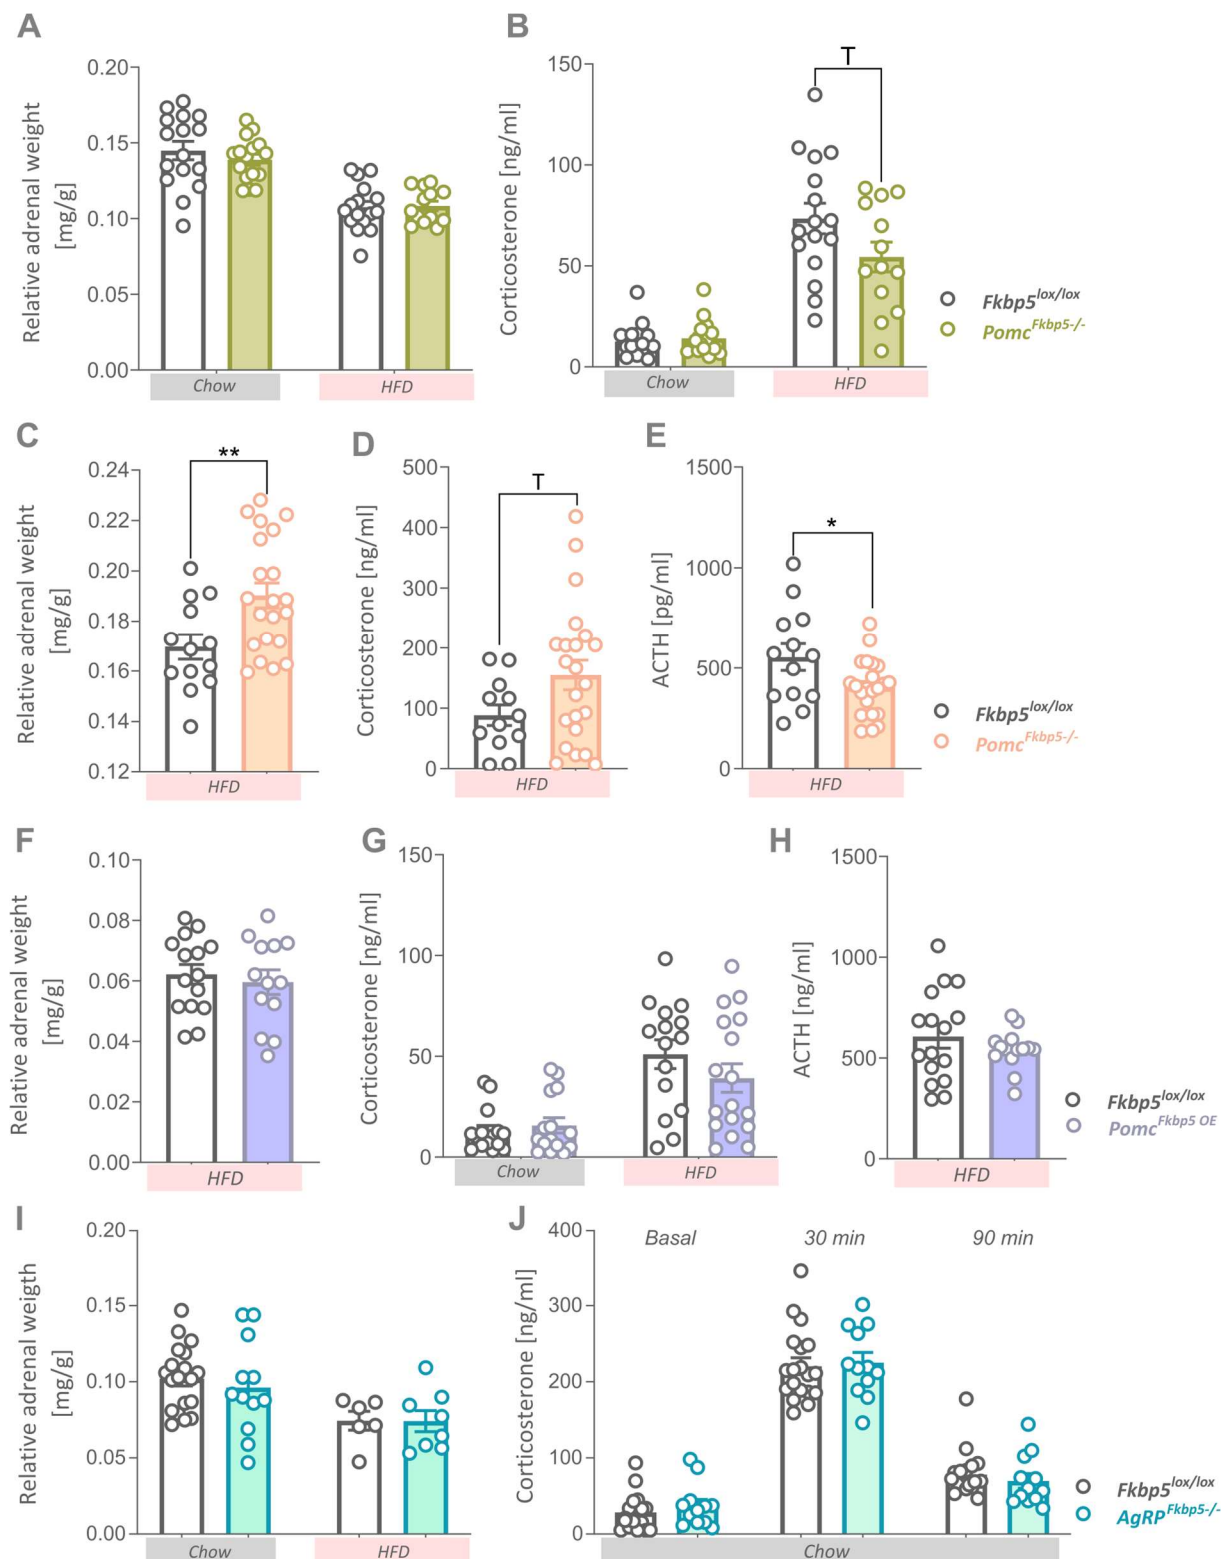 A
Relative adrenal weight
[mg/g]
0.20
0.15
0.10
0.05
0.00
Chow
HFD
B
Corticosterone [ng/ml]
150
100
50
0
T
Chow
HFD
Fkbp5lox/lox
PomcFkbp5-/-
C
Relative adrenal weight
[mg/g]
0.24
0.22
0.20
0.18
0.16
0.14
0.12
**
HFD
D
Corticosterone [ng/ml]
500
400
300
200
100
0
T
HFD
E
ACTH [pg/ml]
1500
1000
500
0
*
HFD
Fkbp5lox/lox
PomcFkbp5-/-
F
Relative adrenal weight
[mg/g]
0.10
0.08
0.06
0.04
0.02
0.00
HFD
G
Corticosterone [ng/ml]
150
100
50
0
Chow
HFD
H
ACTH [ng/ml]
1500
1000
500
0
HFD
Fkbp5lox/lox
PomcFkbp5 OE
I
Relative adrenal weigth
[mg/g]
0.20
0.15
0.10
0.05
0.00
Chow
HFD
J
Corticosterone [ng/ml]
400
300
200
100
0
Basal
30 min
90 min
Chow
Fkbp5lox/lox
AgRPFkbp5-/-